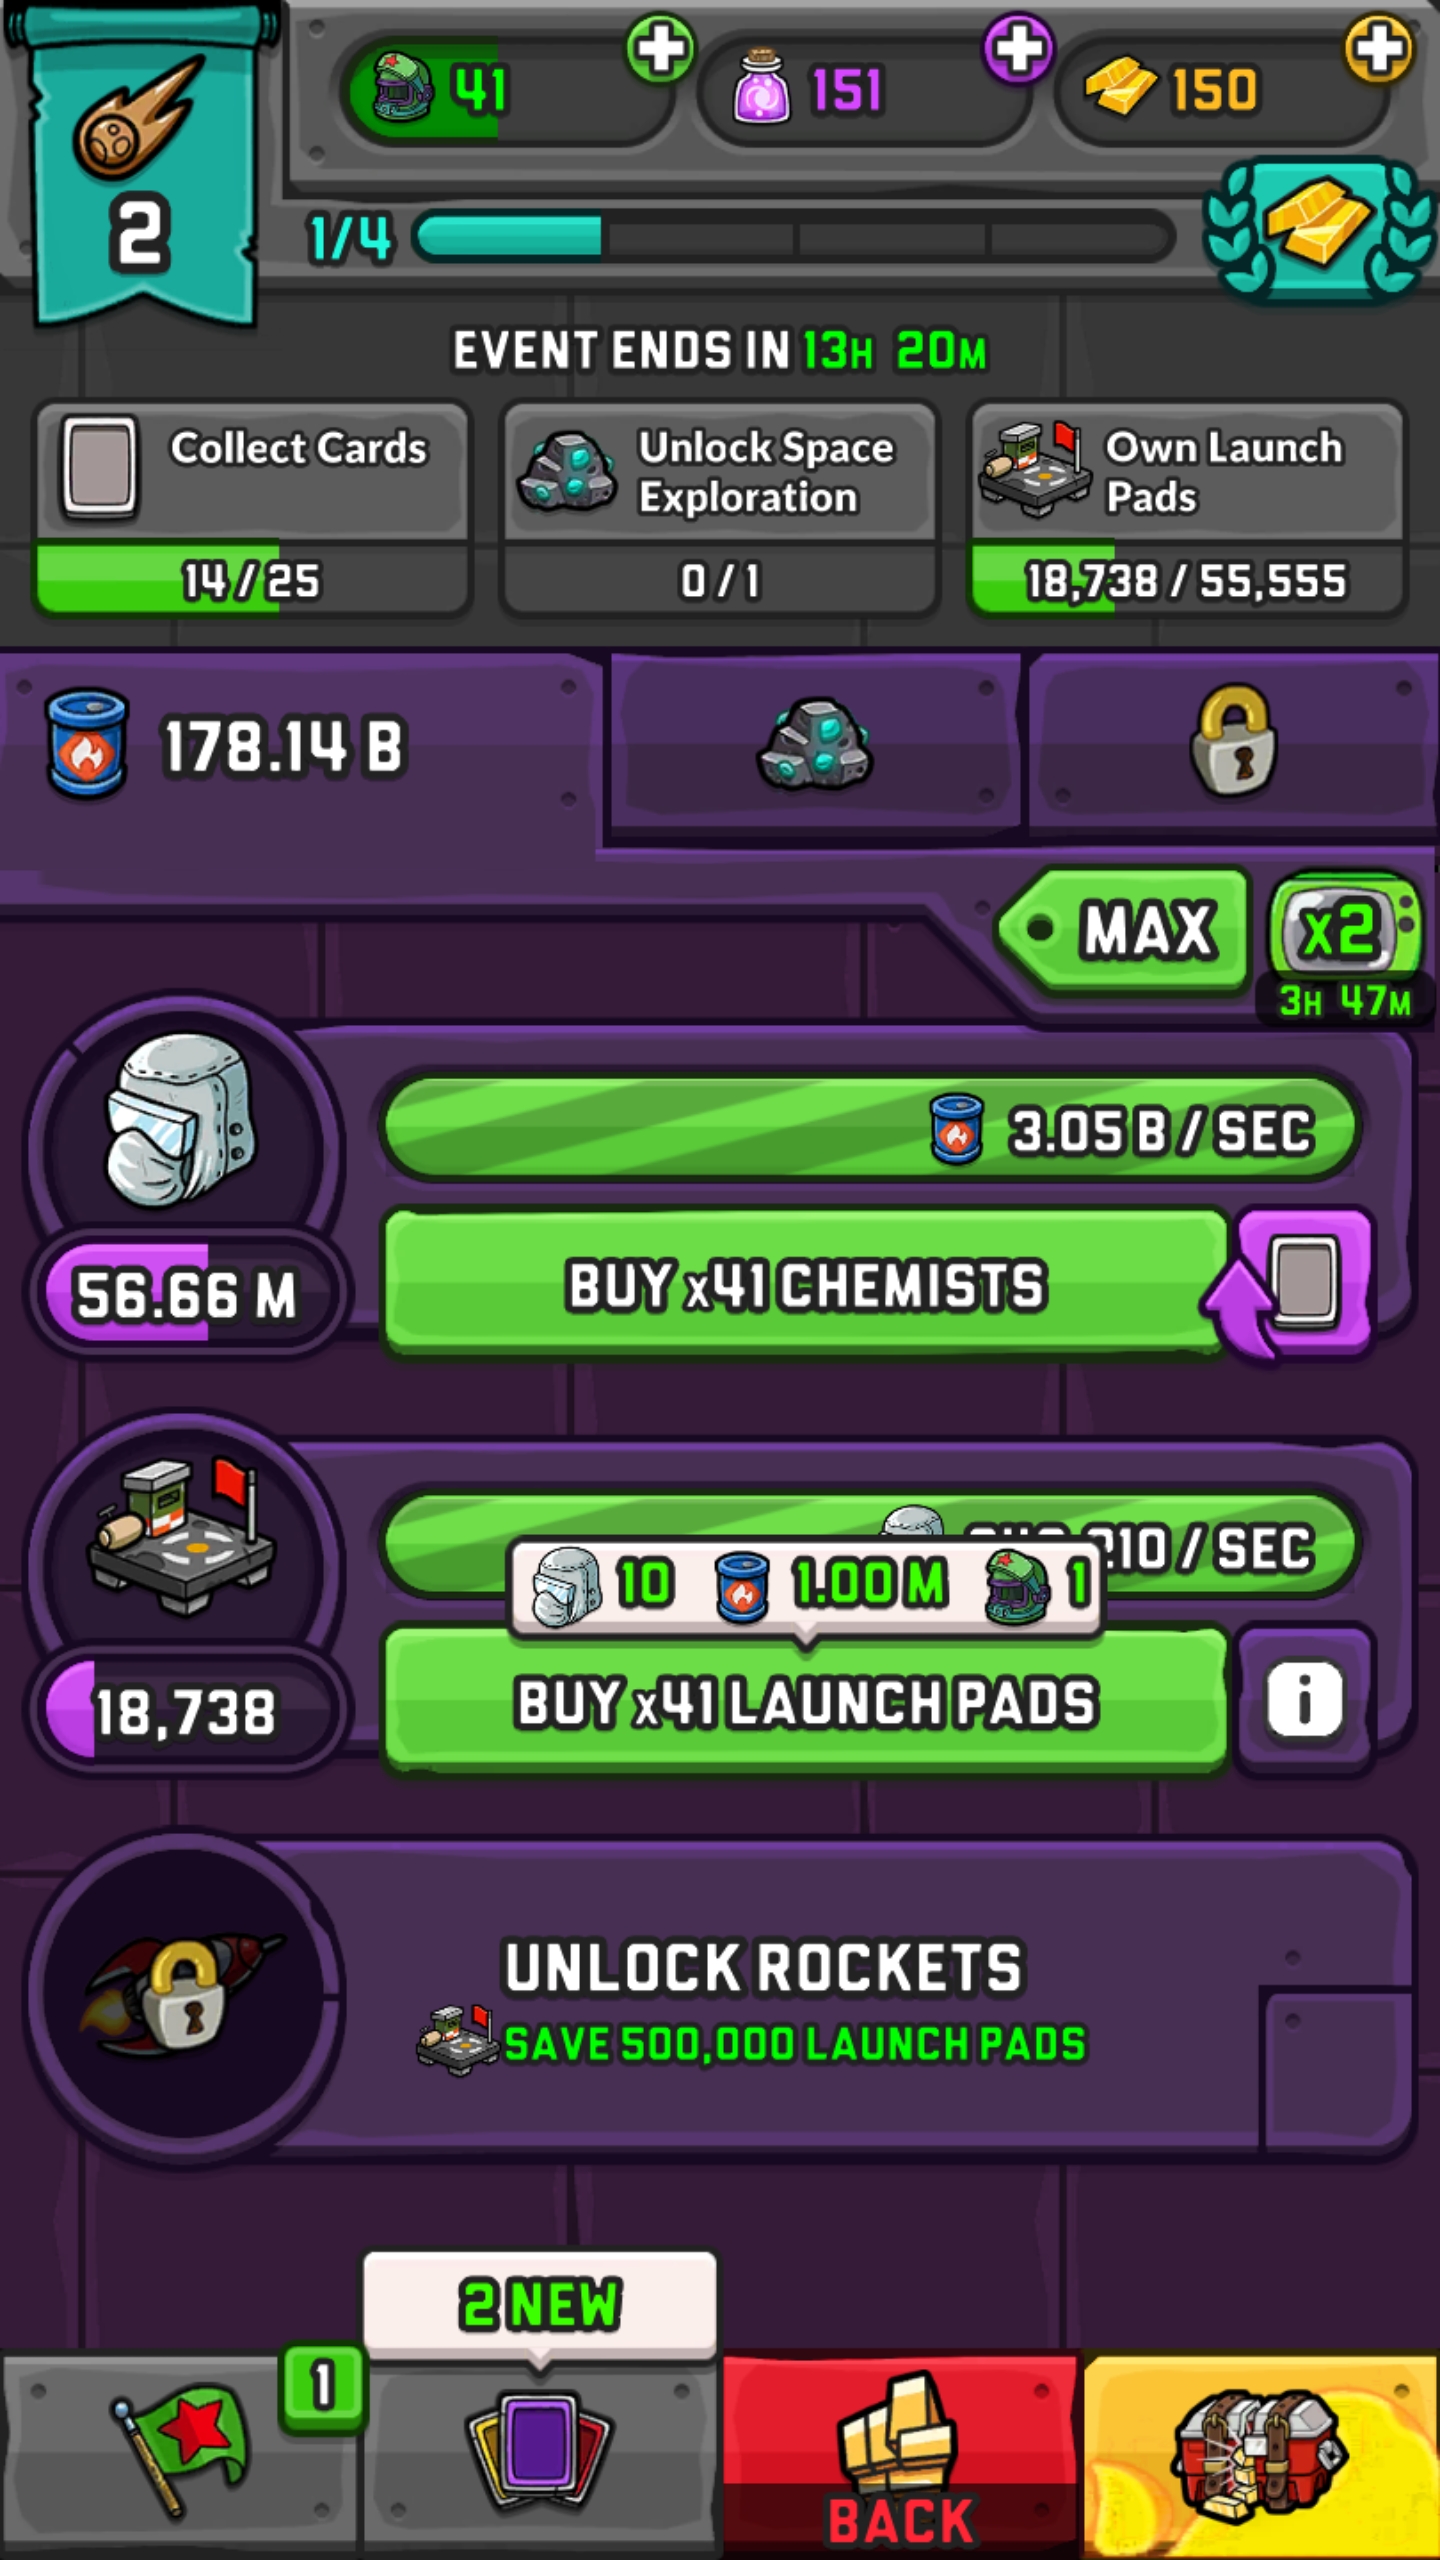 41
151
150
2
1/4
EVENT ENDS IN 13H 20M
Collect Cards
14 / 25
Unlock Space
Exploration
0 / 1
Own Launch
Pads
18,738 / 55,555
178.14 B
MAX
x2
3H 47M
3.05 B / SEC
56.66 M
BUY x41 CHEMISTS
210 / SEC
10 1.00 M 1
18,738
BUY x41 LAUNCH PADS
i
UNLOCK ROCKETS
SAVE 500,000 LAUNCH PADS
2 NEW
1
BACK